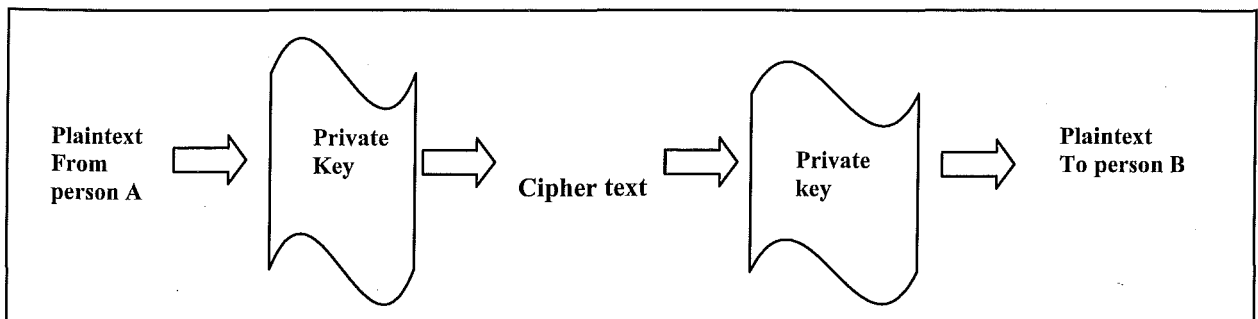 Plaintext
From
person A
Private
Key
Cipher text
Private
key
Plaintext
To person B